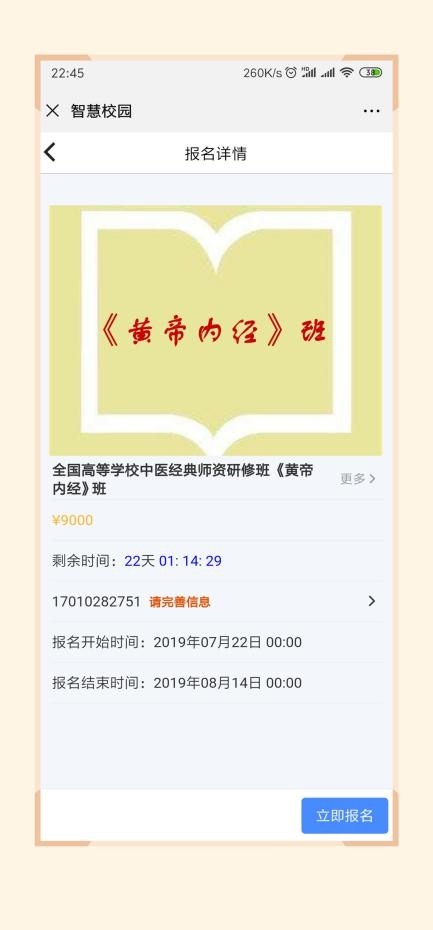 22:45
260K/s HD 38
智慧校园
报名详情
《黄帝内经》班
全国高等学校中医经典师资研修班《黄帝
内经》班
更多
¥9000
剩余时间：22天 01: 14: 29
17010282751 请完善信息
报名开始时间：2019年07月22日 00:00
报名结束时间：2019年08月14日 00:00
立即报名